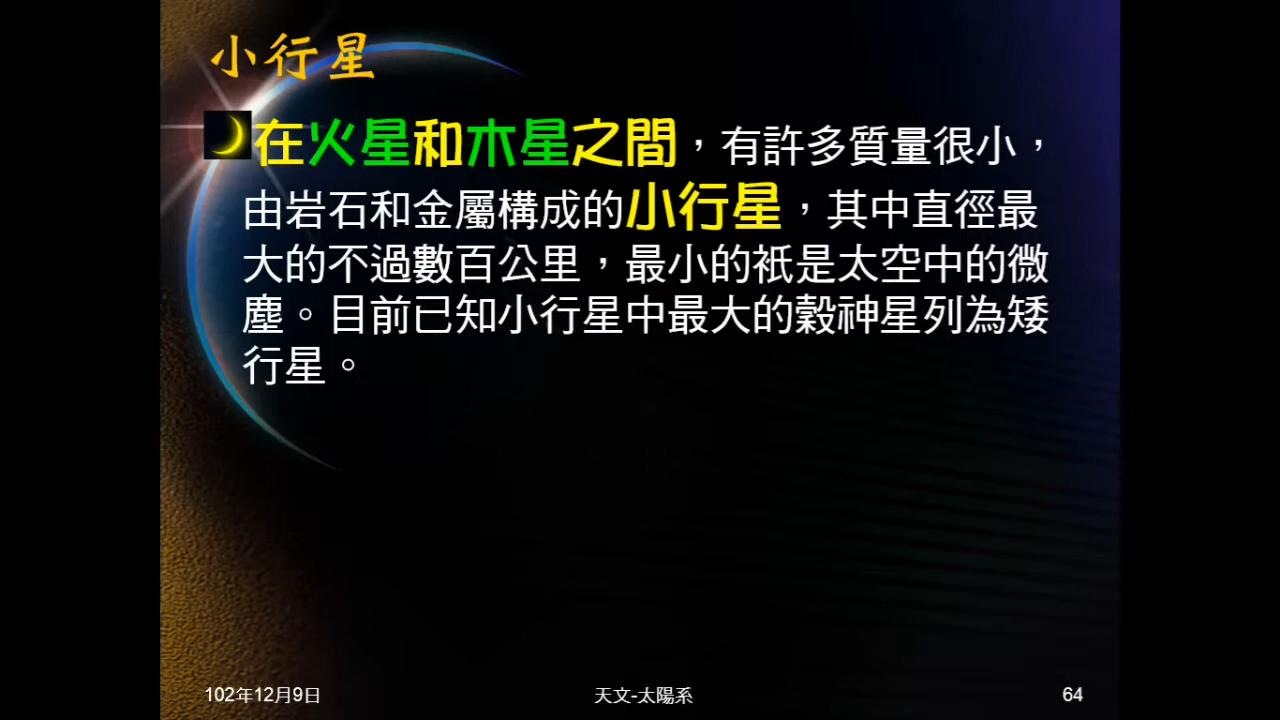 小行星
在火星和木星之間，有許多質量很小，
由岩石和金屬構成的小行星，其中直徑最
大的不過數百公里，最小的衹是太空中的微
塵。目前已知小行星中最大的穀神星列為矮
行星。
102年12月9日
天文-太陽系
64